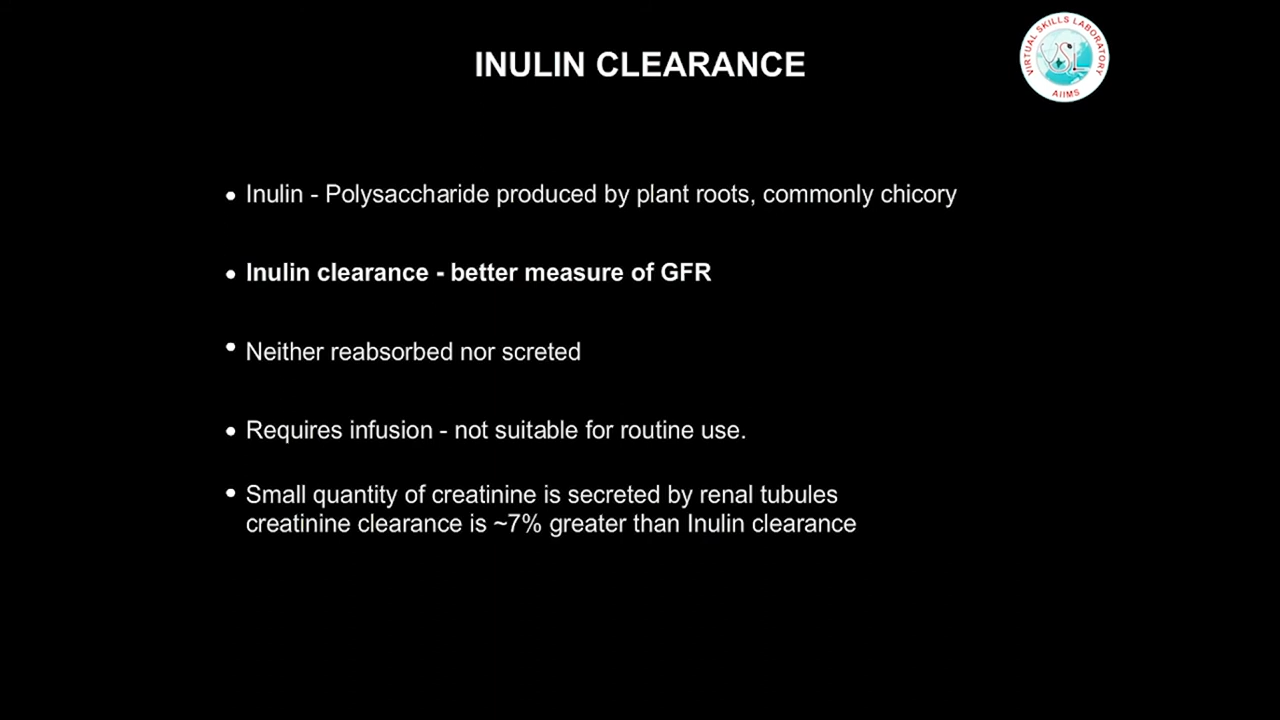 INULIN CLEARANCE
VIRTUAL SKILLS LABORATORY
VSL
AIIMS
• Inulin - Polysaccharide produced by plant roots, commonly chicory
• Inulin clearance - better measure of GFR
• Neither reabsorbed nor screted
• Requires infusion - not suitable for routine use.
• Small quantity of creatinine is secreted by renal tubules
creatinine clearance is ~7% greater than Inulin clearance